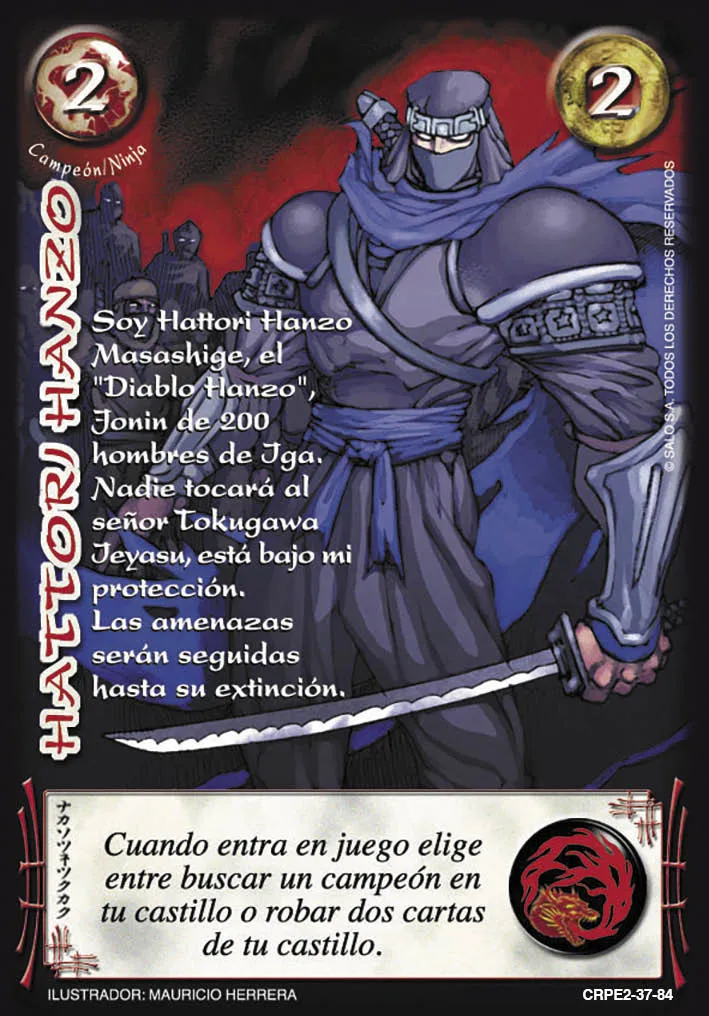 2
2
Campeón/Ninja
HATTORI HANZO
Soy Hattori Hanzo
Masashige, el
"Diablo Hanzo",
Jonin de 200
hombres de Iga.
Nadie tocará al
señor Tokugawa
Ieyasu, está bajo mi
protección.
Las amenazas
serán seguidas
hasta su extinción.
© SALO S.A. TODOS LOS DERECHOS RESERVADOS
ナカソツネツクカク
Cuando entra en juego elige
entre buscar un campeón en
tu castillo o robar dos cartas
de tu castillo.
ILUSTRADOR: MAURICIO HERRERA
CRPE2-37-84